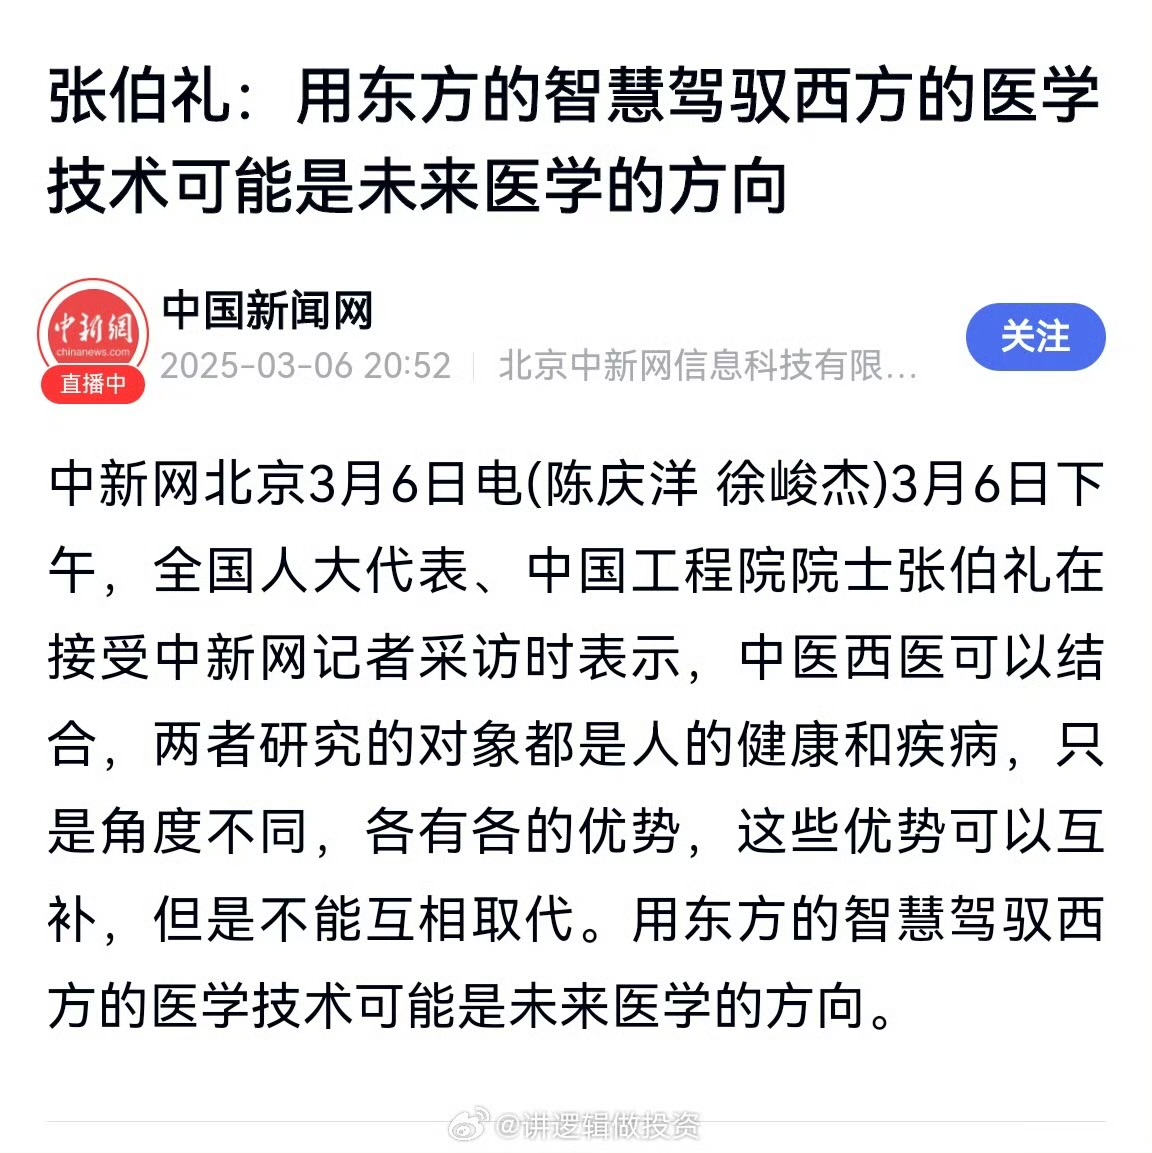 张伯礼：用东方的智慧驾驭西方的医学
技术可能是未来医学的方向
中国新闻网
中新網
chinanews.com
直播中
2025-03-06 20:52
北京中新网信息科技有限...
关注
中新网北京3月6日电(陈庆洋 徐峻杰)3月6日下
午，全国人大代表、中国工程院院士张伯礼在
接受中新网记者采访时表示，中医西医可以结
合，两者研究的对象都是人的健康和疾病，只
是角度不同，各有各的优势，这些优势可以互
补，但是不能互相取代。用东方的智慧驾驭西
方的医学技术可能是未来医学的方向。
@讲逻辑做投资